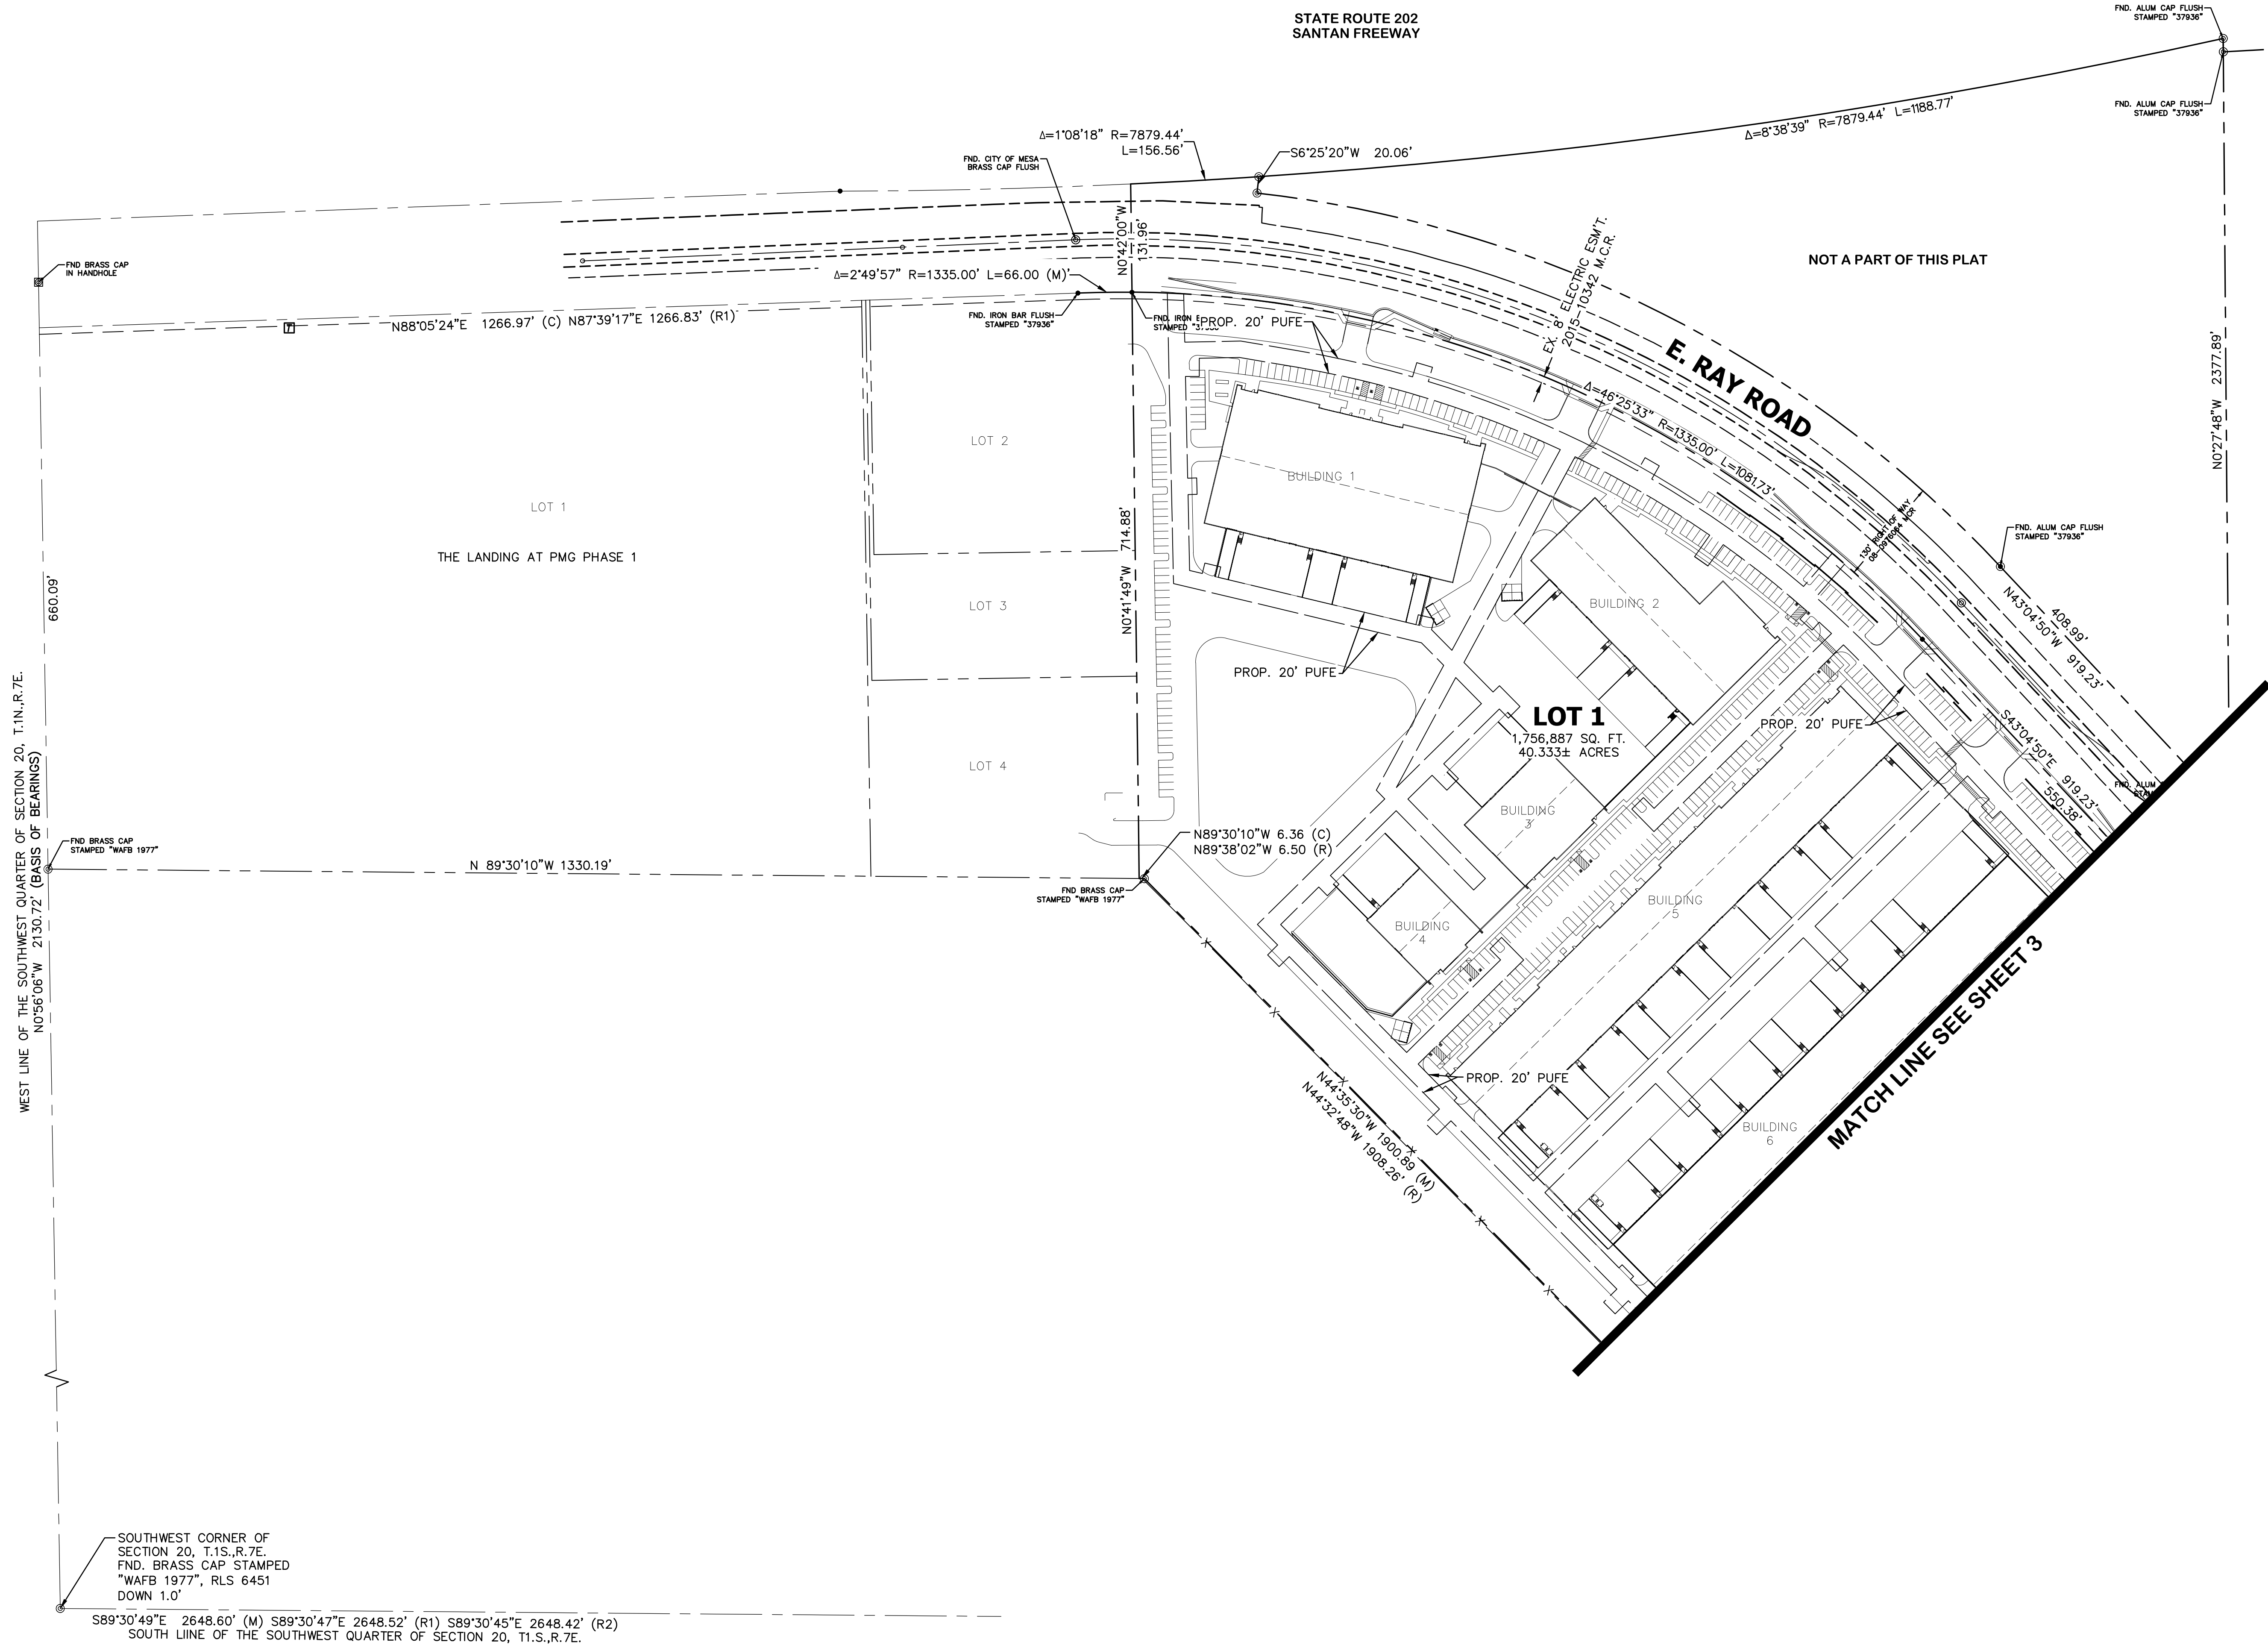 STATE ROUTE 202
SANTAN FREEWAY
FND. ALUM CAP FLUSH
STAMPED "37936"
FND. ALUM CAP FLUSH
STAMPED "37936"
Δ=8°38'39" R=7879.44' L=1188.77'
Δ=1°08'18" R=7879.44'
L=156.56'
S6°25'20"W 20.06'
FND. CITY OF MESA
BRASS CAP FLUSH
N0°42'00"W
131.96'
EX. 8' ELECTRIC ESM'T.
2015-10342 M.C.R.
NOT A PART OF THIS PLAT
FND BRASS CAP
IN HANDHOLE
Δ=2°49'57" R=1335.00' L=66.00 (M)'
N88°05'24"E 1266.97' (C) N87°39'17"E 1266.83' (R1)
T
FND. IRON BAR FLUSH
STAMPED "37936"
FND. IRON
STAMPED
PROP. 20' PUFE
E. RAY ROAD
Δ=46°25'33" R=1335.00' L=1081.73'
N0°27'48"W 2377.89'
LOT 2
LOT 1
THE LANDING AT PMG PHASE 1
LOT 3
LOT 4
N0°41'49"W 714.88'
BUILDING 1
BUILDING 2
130' RIGHT OF WAY
08-0976064 MCR
FND. ALUM CAP FLUSH
STAMPED "37936"
408.99'
N43°04'50"W 919.23'
660.09'
PROP. 20' PUFE
LOT 1
1,756,887 SQ. FT.
40.333± ACRES
PROP. 20' PUFE
S43°04'50"E 919.23'
550.38'
FND. ALUM
BUILDING
3
WEST LINE OF THE SOUTHWEST QUARTER OF SECTION 20, T.1N.,R.7E.
N0°56'06"W 2130.72' (BASIS OF BEARINGS)
FND BRASS CAP
STAMPED "WAFB 1977"
N 89°30'10"W 1330.19'
N89°30'10"W 6.36 (C)
N89°38'02"W 6.50 (R)
FND BRASS CAP
STAMPED "WAFB 1977"
BUILDING
4
BUILDING
5
MATCH LINE SEE SHEET 3
PROP. 20' PUFE
N44°35'30"W 1900.89 (M)
N44°32'48"W 1908.26' (R)
BUILDING
6
SOUTHWEST CORNER OF
SECTION 20, T.1S.,R.7E.
FND. BRASS CAP STAMPED
"WAFB 1977", RLS 6451
DOWN 1.0'
S89°30'49"E 2648.60' (M) S89°30'47"E 2648.52' (R1) S89°30'45"E 2648.42' (R2)
SOUTH LIINE OF THE SOUTHWEST QUARTER OF SECTION 20, T1.S.,R.7E.